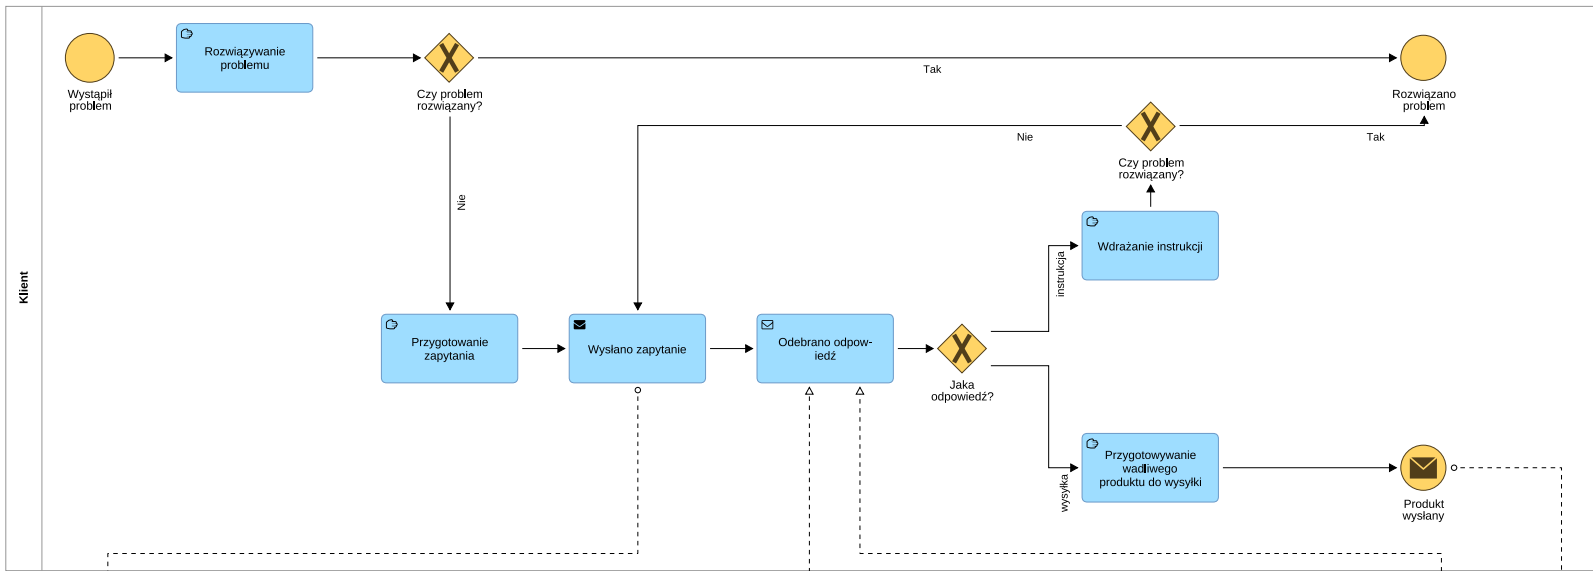 Klient
Wystąpił
problem
Rozwiązywanie
problemu
Czy problem
rozwiązany?
Tak
Rozwiązano
problem
Nie
Nie
Tak
Czy problem
rozwiązany?
Wdrażanie instrukcji
instrukcja
Przygotowanie
zapytania
Wysłano zapytanie
Odebrano odpow-
iedź
Jaka
odpowiedź?
wysyłka
Przygotowywanie
wadliwego
produktu do wysyłki
Produkt
wysłany